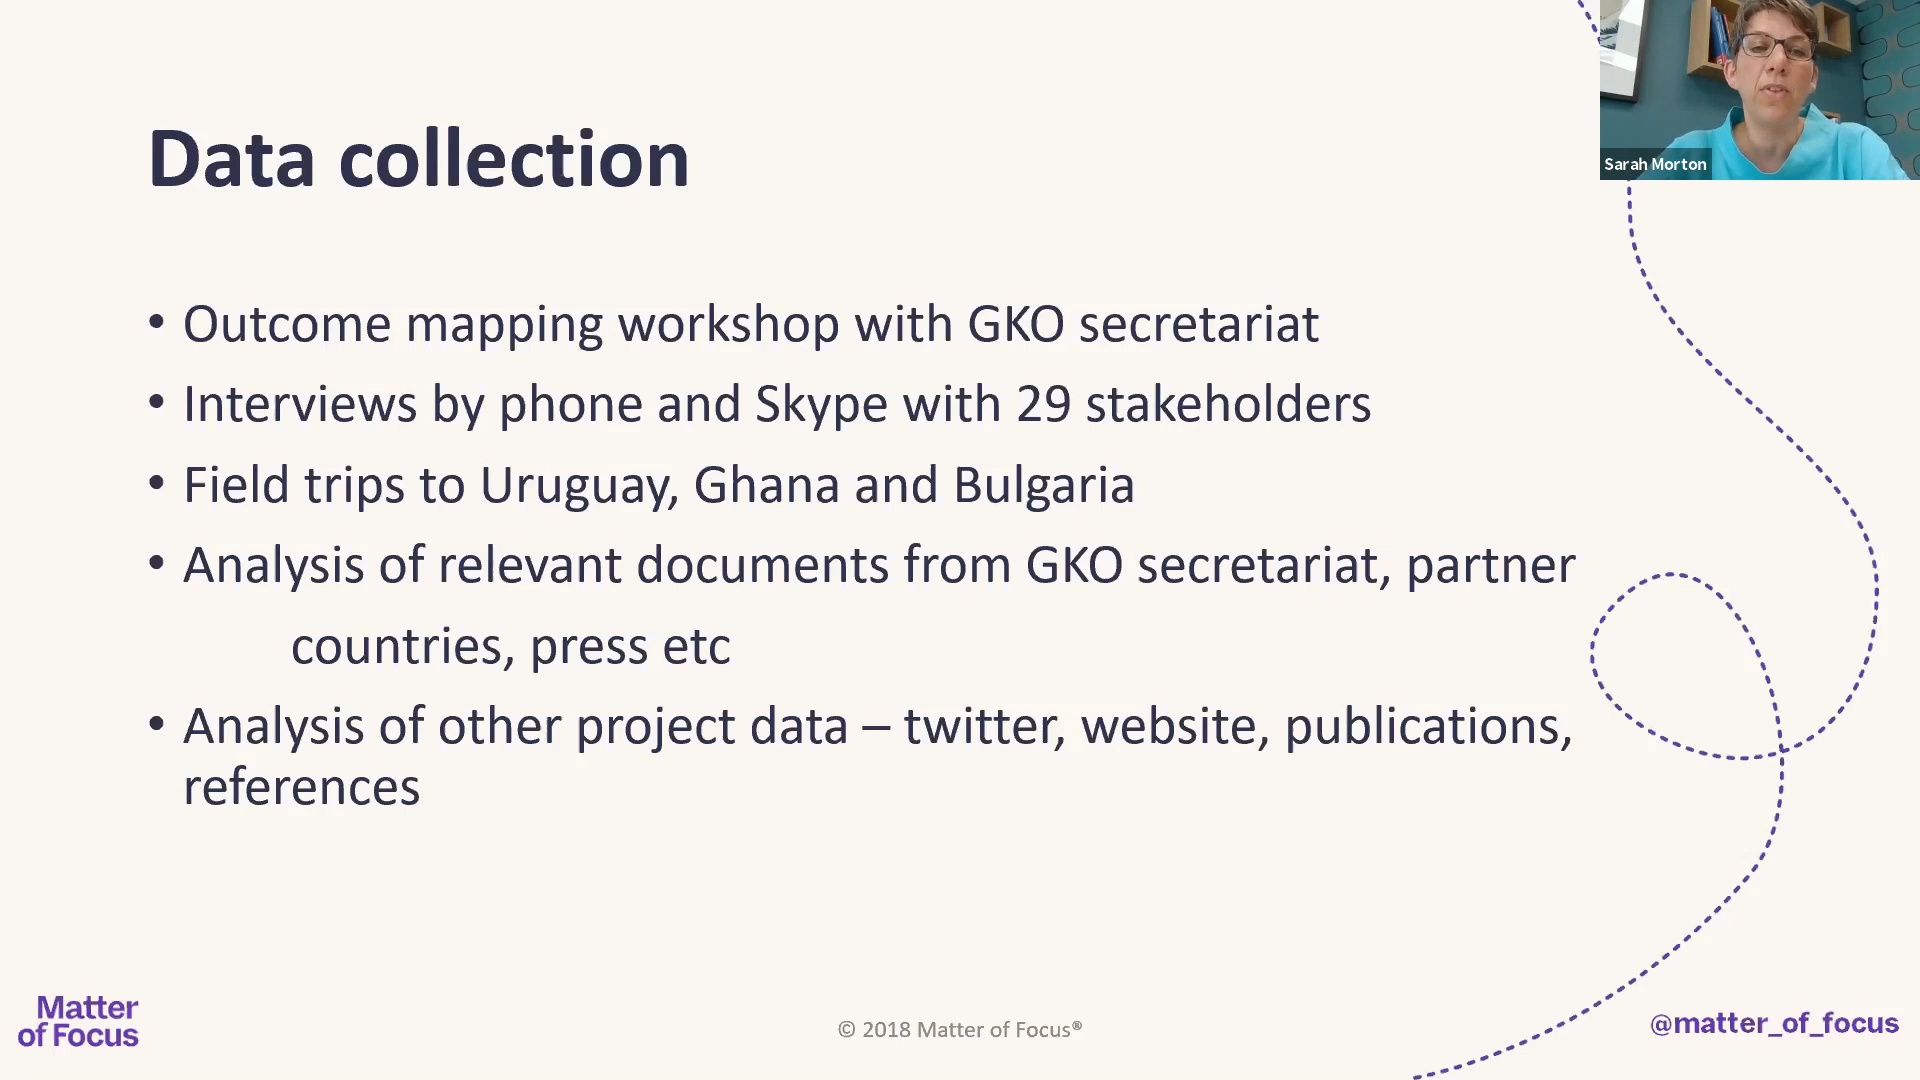 Data collection
Sarah Morton
• Outcome mapping workshop with GKO secretariat
• Interviews by phone and Skype with 29 stakeholders
• Field trips to Uruguay, Ghana and Bulgaria
• Analysis of relevant documents from GKO secretariat, partner
countries, press etc
• Analysis of other project data – twitter, website, publications,
references
Matter
of Focus
© 2018 Matter of Focus®
@matter_of_focus